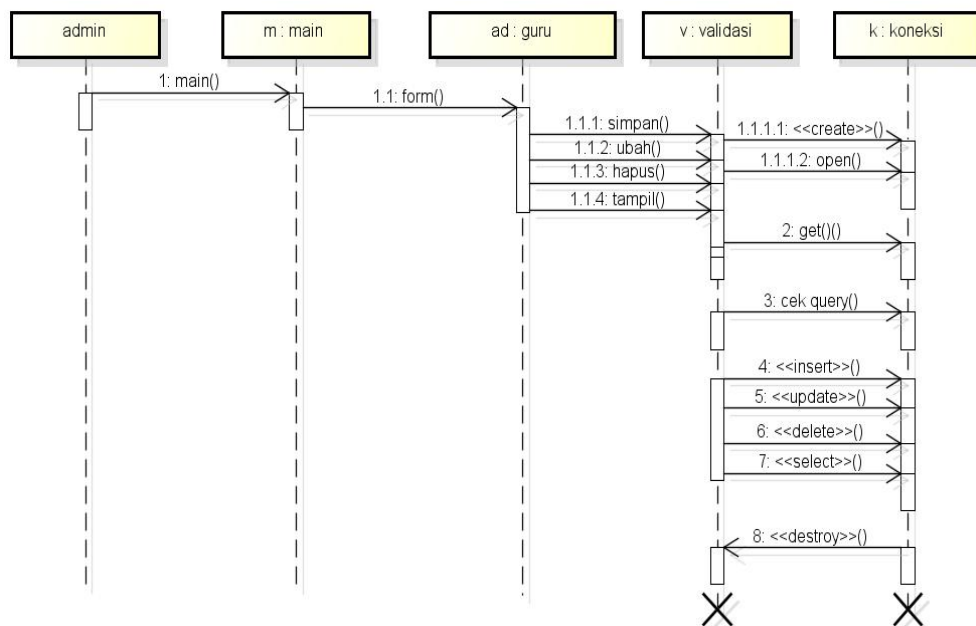 admin
m : main
ad : guru
v : validasi
k : koneksi
1: main()
1.1: form()
1.1.1: simpan()
1.1.1.1: <<create>>()
1.1.2: ubah()
1.1.1.2: open()
1.1.3: hapus()
1.1.4: tampil()
2: get()()
3: cek query()
4: <<insert>>()
5: <<update>>()
6: <<delete>>()
7: <<select>>()
8: <<destroy>>()